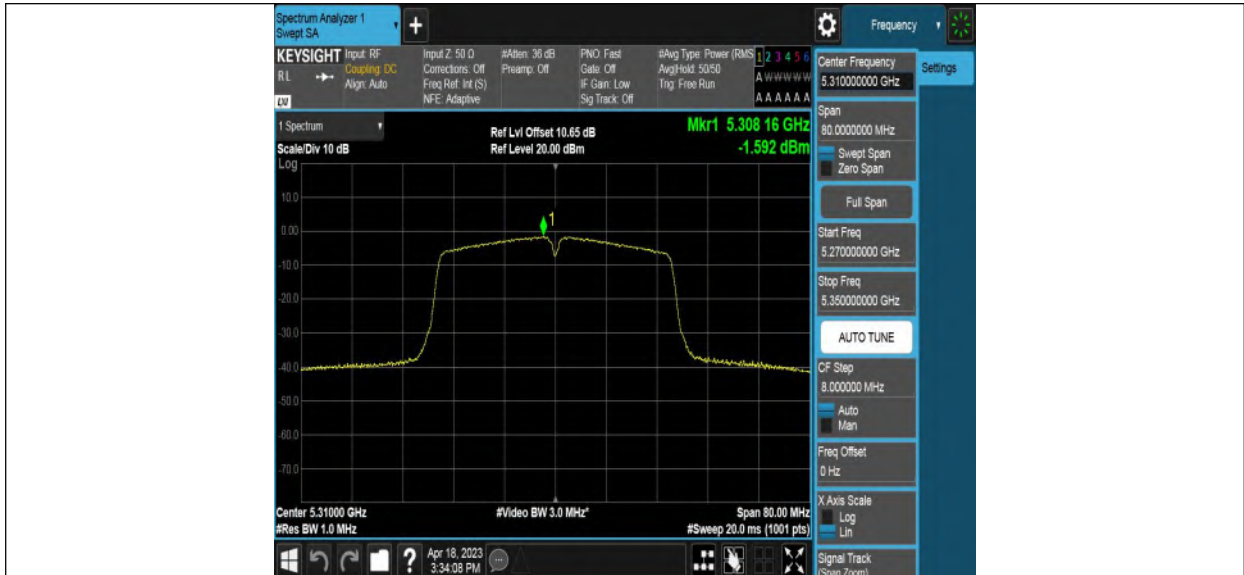 Spectrum Analyzer 1
Swept SA
+
Frequency
KEYSIGHT
RL
LXI
Input: RF
Coupling: DC
Align: Auto
Input Z: 50 Ω
Corrections: Off
Freq Ref: Int (S)
NFE: Adaptive
#Atten: 36 dB
Preamp: Off
PNO: Fast
Gate: Off
IF Gain: Low
Sig Track: Off
#Avg Type: Power (RMS
Avg|Hold: 50/50
Trig: Free Run
1 2 3 4 5 6
A W W W W W
A A A A A A
1 Spectrum
Scale/Div 10 dB
Log
Ref Lvl Offset 10.65 dB
Ref Level 20.00 dBm
Mkr1 5.308 16 GHz
-1.592 dBm
10.0
0.00
-10.0
-20.0
-30.0
-40.0
-50.0
-60.0
-70.0
1
Center 5.31000 GHz
#Res BW 1.0 MHz
#Video BW 3.0 MHz*
Span 80.00 MHz
#Sweep 20.0 ms (1001 pts)
?
Apr 18, 2023
3:34:08 PM
Center Frequency
5.310000000 GHz
Settings
Span
80.0000000 MHz
Swept Span
Zero Span
Full Span
Start Freq
5.270000000 GHz
Stop Freq
5.350000000 GHz
AUTO TUNE
CF Step
8.000000 MHz
Auto
Man
Freq Offset
0 Hz
X Axis Scale
Log
Lin
Signal Track
(Span Zoom)